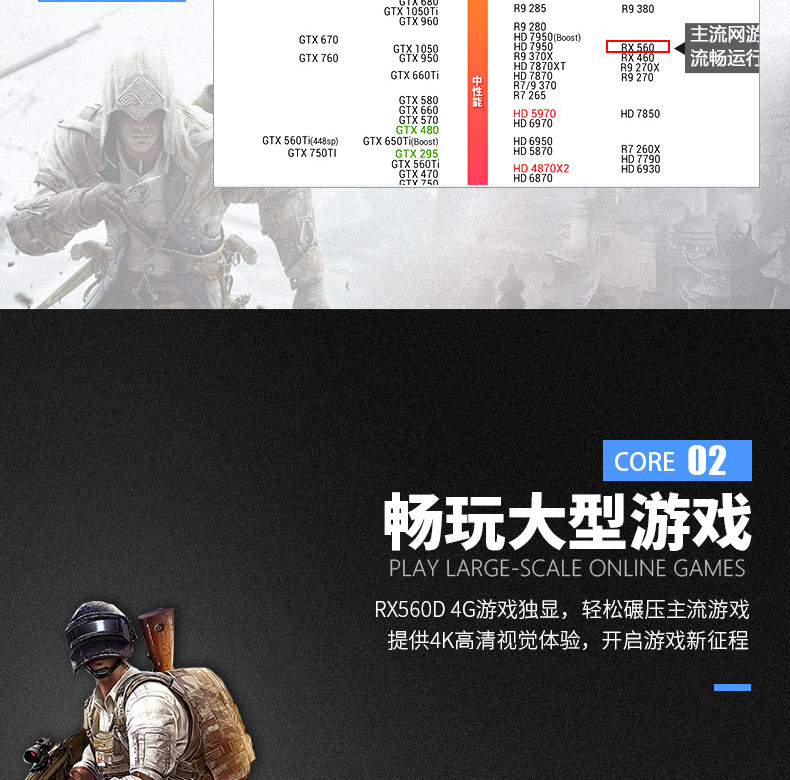 GTX 680
GTX 1050Ti
GTX 960
GTX 670
GTX 1050
GTX 760
GTX 950
GTX 660Ti
GTX 580
GTX 660
GTX 570
GTX 480
GTX 560Ti(448sp)
GTX 650Ti(Boost)
GTX 750TI
GTX 295
GTX 560Ti
GTX 470
GTX 750
中性能
R9 285
R9 280
HD 7950(Boost)
HD 7950
R9 370X
HD 7870XT
HD 7870
R7/9 370
R7 265
HD 5970
HD 6970
HD 6950
HD 5870
HD 4870X2
HD 6870
R9 380
RX 560
RX 460
R9 270X
R9 270
HD 7850
R7 260X
HD 7790
HD 6930
主流网游
流畅运行
CORE 02
畅玩大型游戏
PLAY LARGE-SCALE ONLINE GAMES
RX560D 4G游戏独显，轻松碾压主流游戏
提供4K高清视觉体验，开启游戏新征程